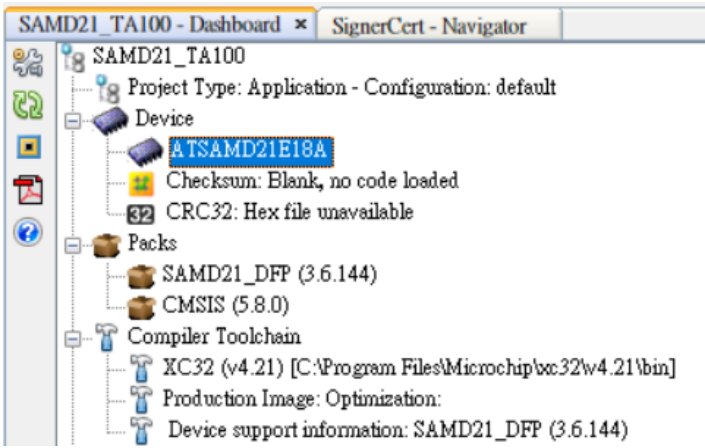 SAMD21_TA100 - Dashboard × SignerCert - Navigator
SAMD21_TA100
Project Type: Application - Configuration: default
Device
ATSAMD21E18A
Checksum: Blank, no code loaded
32 CRC32: Hex file unavailable
Packs
SAMD21_DFP (3.6.144)
CMSIS (5.8.0)
Compiler Toolchain
XC32 (v4.21) [C:\Program Files\Microchip\xc32\v4.21\bin]
Production Image: Optimization:
Device support information: SAMD21_DFP (3.6.144)